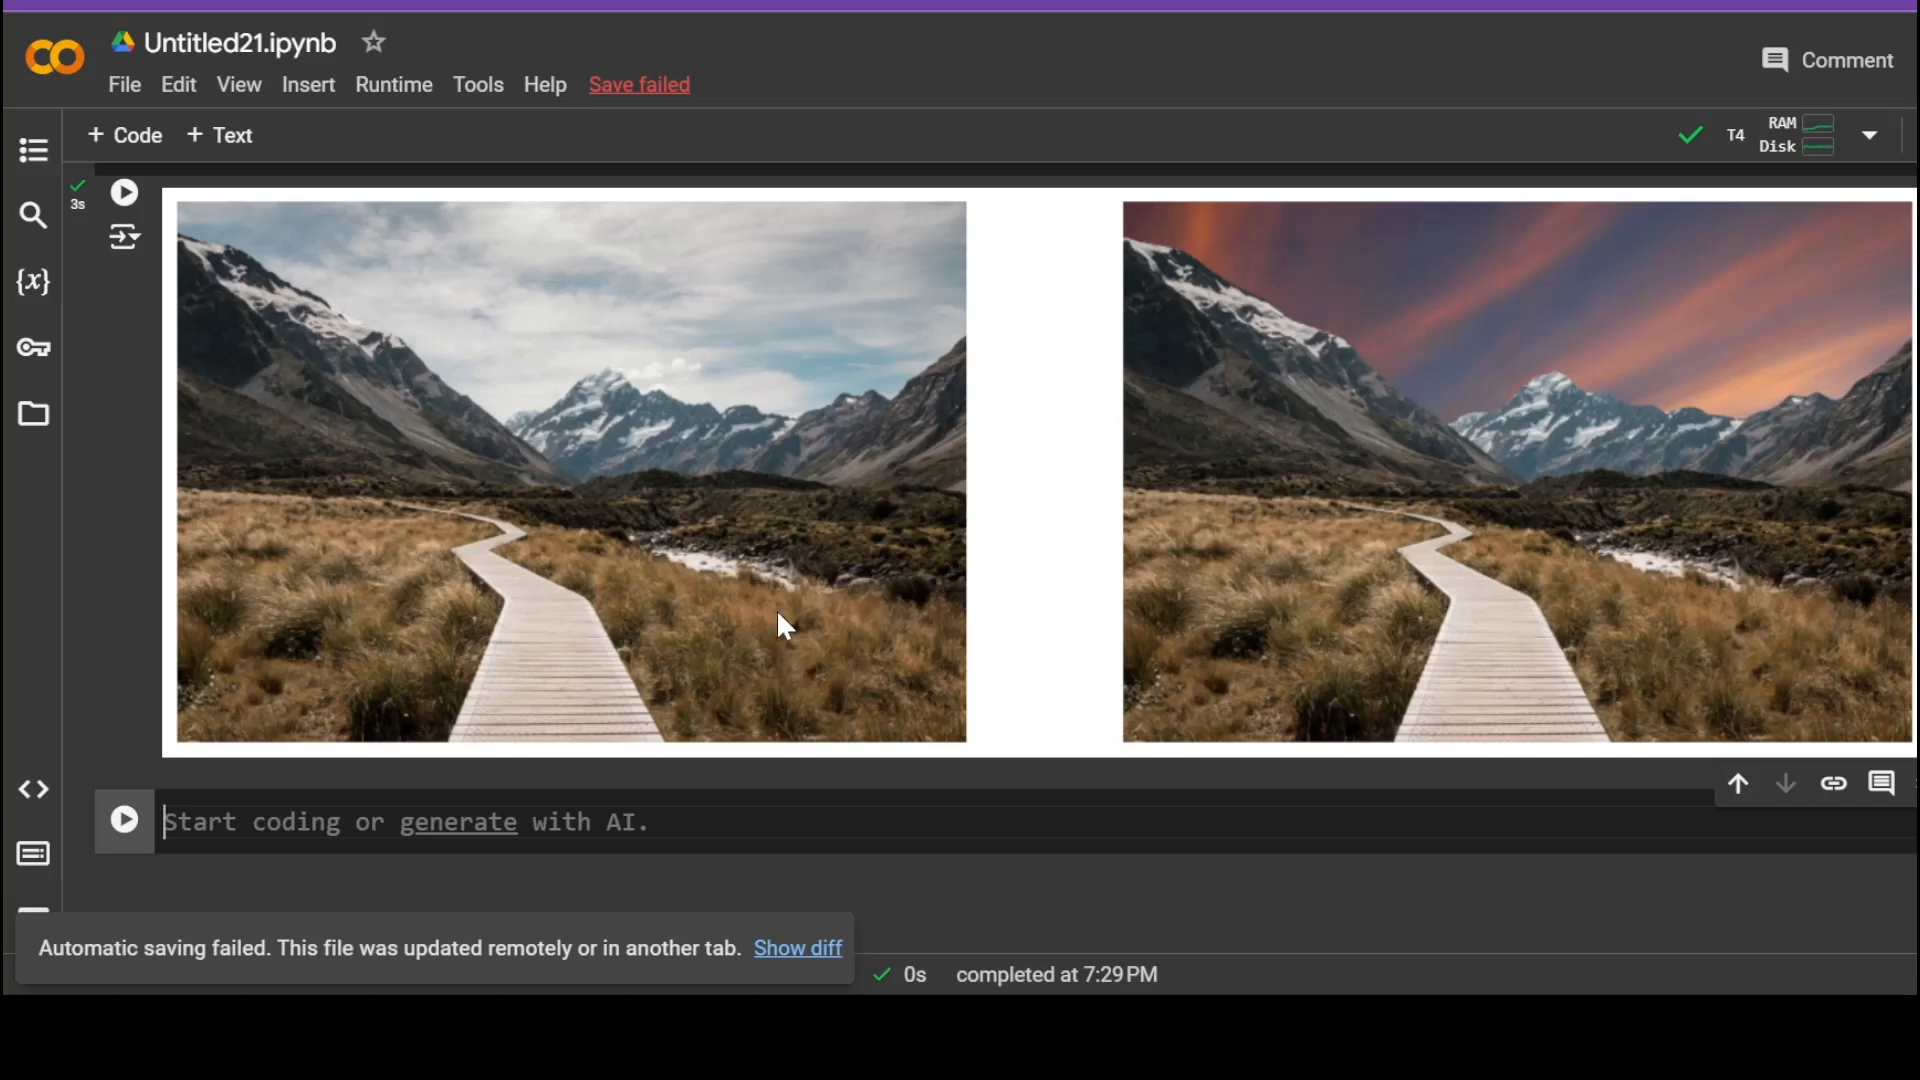 Untitled21.ipynb
File Edit View Insert Runtime Tools Help Save failed
Comment
+ Code + Text
T4
RAM
Disk
{x}
3s
Start coding or generate with AI.
Automatic saving failed. This file was updated remotely or in another tab. Show diff
0s completed at 7:29 PM